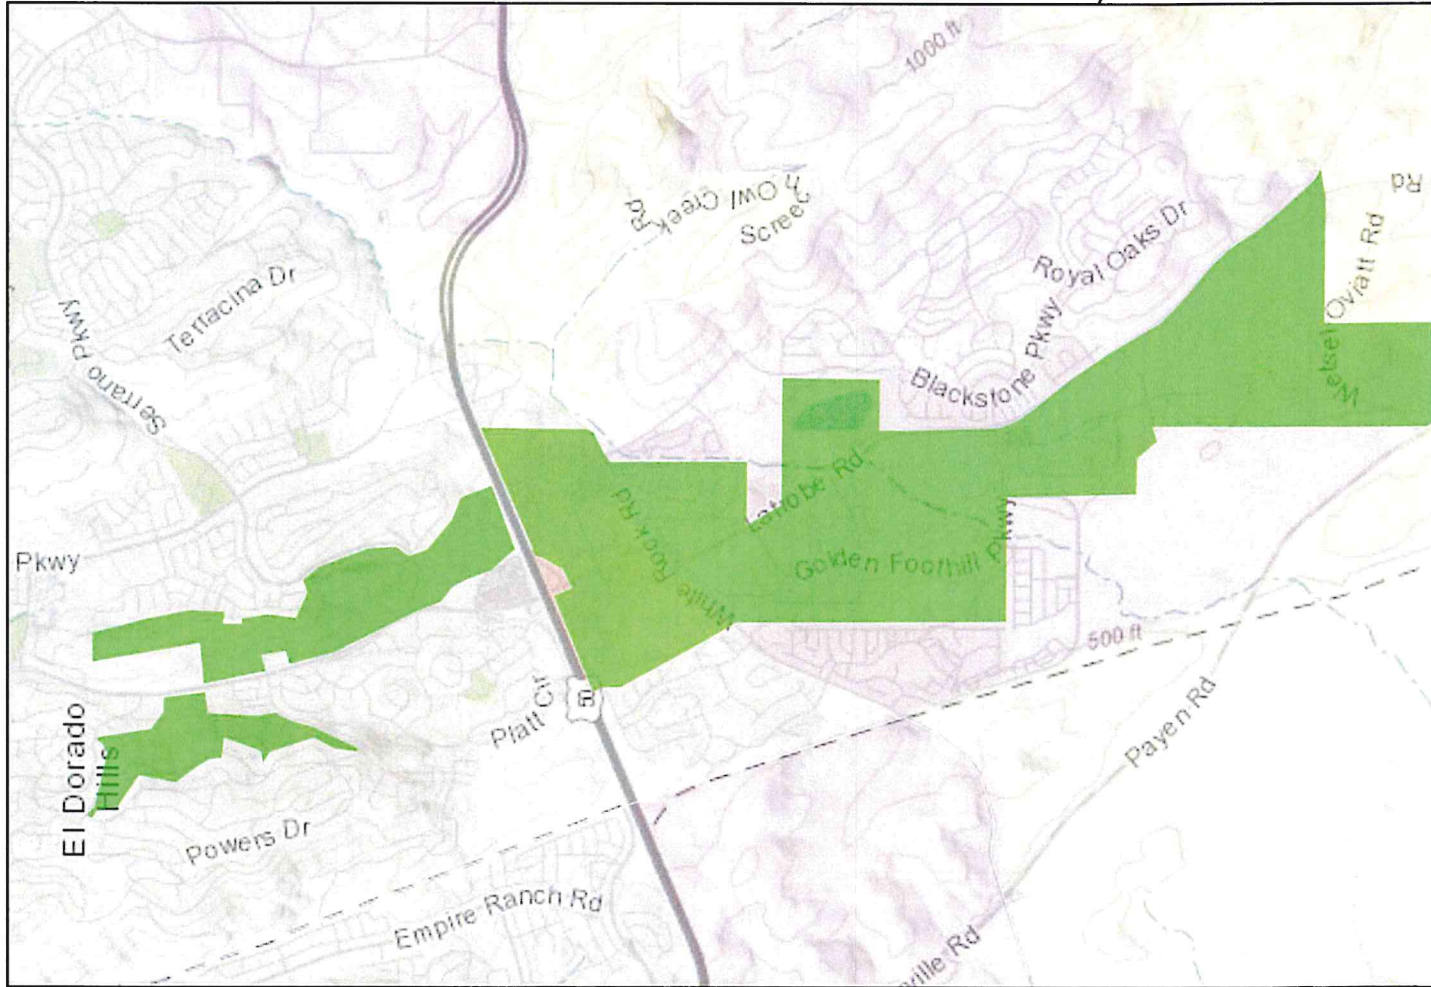 1000 ft
Screech Owl Creek
Rd
Rd
Royal Oaks Dr
Terracina Dr
Serrano Pkwy
Blackstone Pkwy
Wetsel Oviatt Rd
Latrobe Rd
White Rock Rd
Golden Foothill Pkwy
Pkwy
500 ft
50
Platt Cir
El Dorado
Hills
Payen Rd
Powers Dr
Empire Ranch Rd
ville Rd